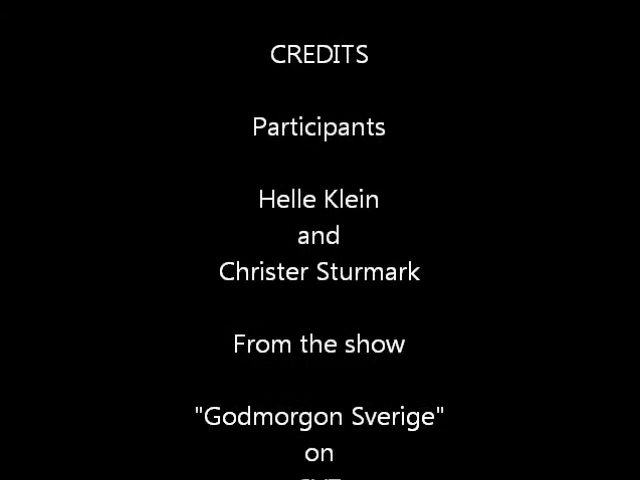 CREDITS
Participants
Helle Klein
and
Christer Sturmark
From the show
"Godmorgon Sverige"
on